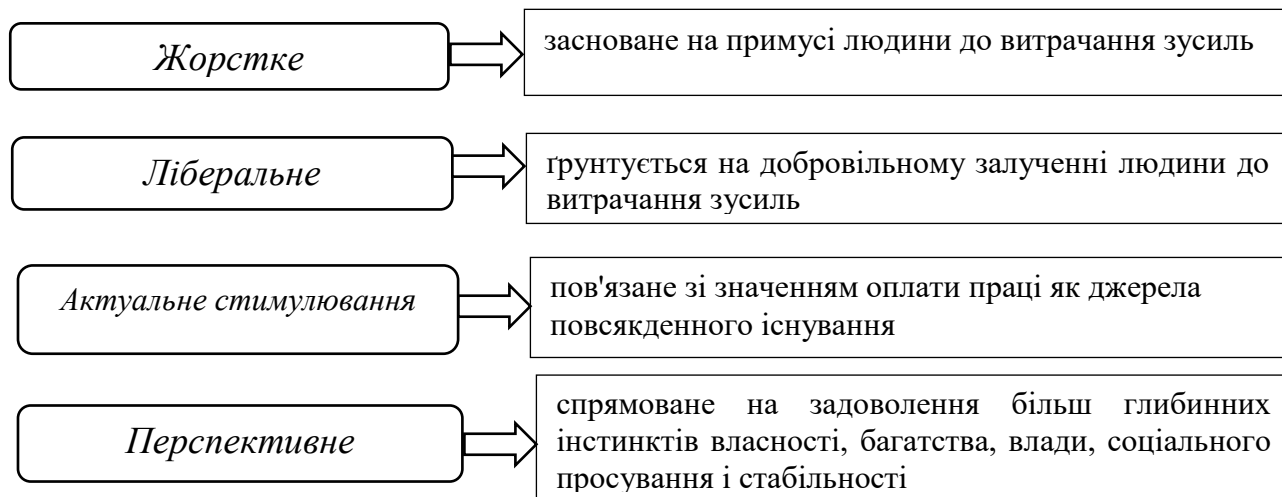 Жорстке
засноване на примусі людини до витрачання зусиль
Ліберальне
ґрунтується на добровільному залученні людини до
витрачання зусиль
Актуальне стимулювання
пов'язане зі значенням оплати праці як джерела
повсякденного існування
Перспективне
спрямоване на задоволення більш глибинних
інстинктів власності, багатства, влади, соціального
просування і стабільності